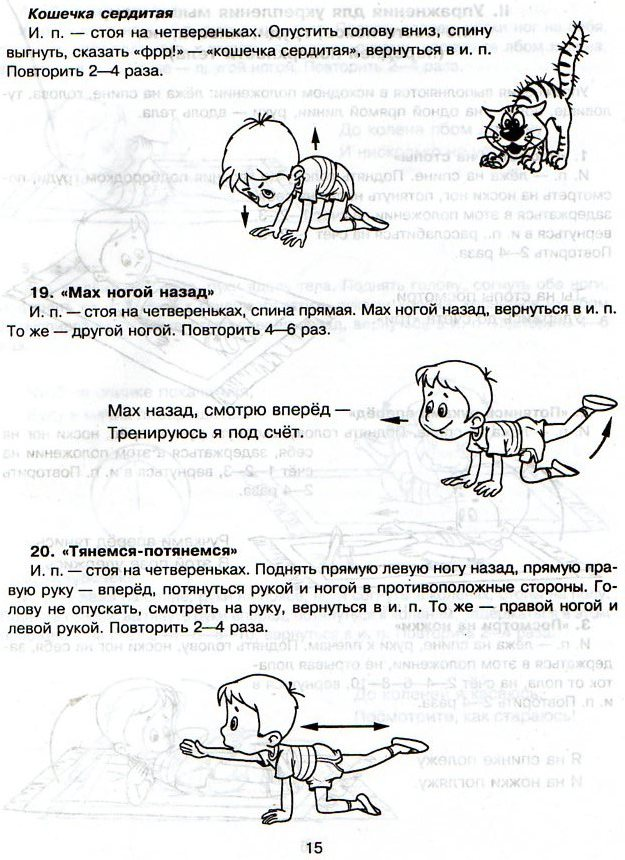 Кошечка сердитая
И. п. — стоя на четвереньках. Опустить голову вниз, спину
выгнуть, сказать «фрр!» — «кошечка сердитая», вернуться в и. п.
Повторить 2—4 раза.
19. «Мах ногой назад»
И. п. — стоя на четвереньках, спина прямая. Мах ногой назад, вернуться в и. п.
То же — другой ногой. Повторить 4—6 раз.
Мах назад, смотрю вперёд —
Тренируюсь я под счёт.
20. «Тянемся-потянемся»
И. п. — стоя на четвереньках. Поднять прямую левую ногу назад, прямую пра-
вую руку — вперёд, потянуться рукой и ногой в противоположные стороны. Го-
лову не опускать, смотреть на руку, вернуться в и. п. То же — правой ногой и
левой рукой. Повторить 2—4 раза.
15